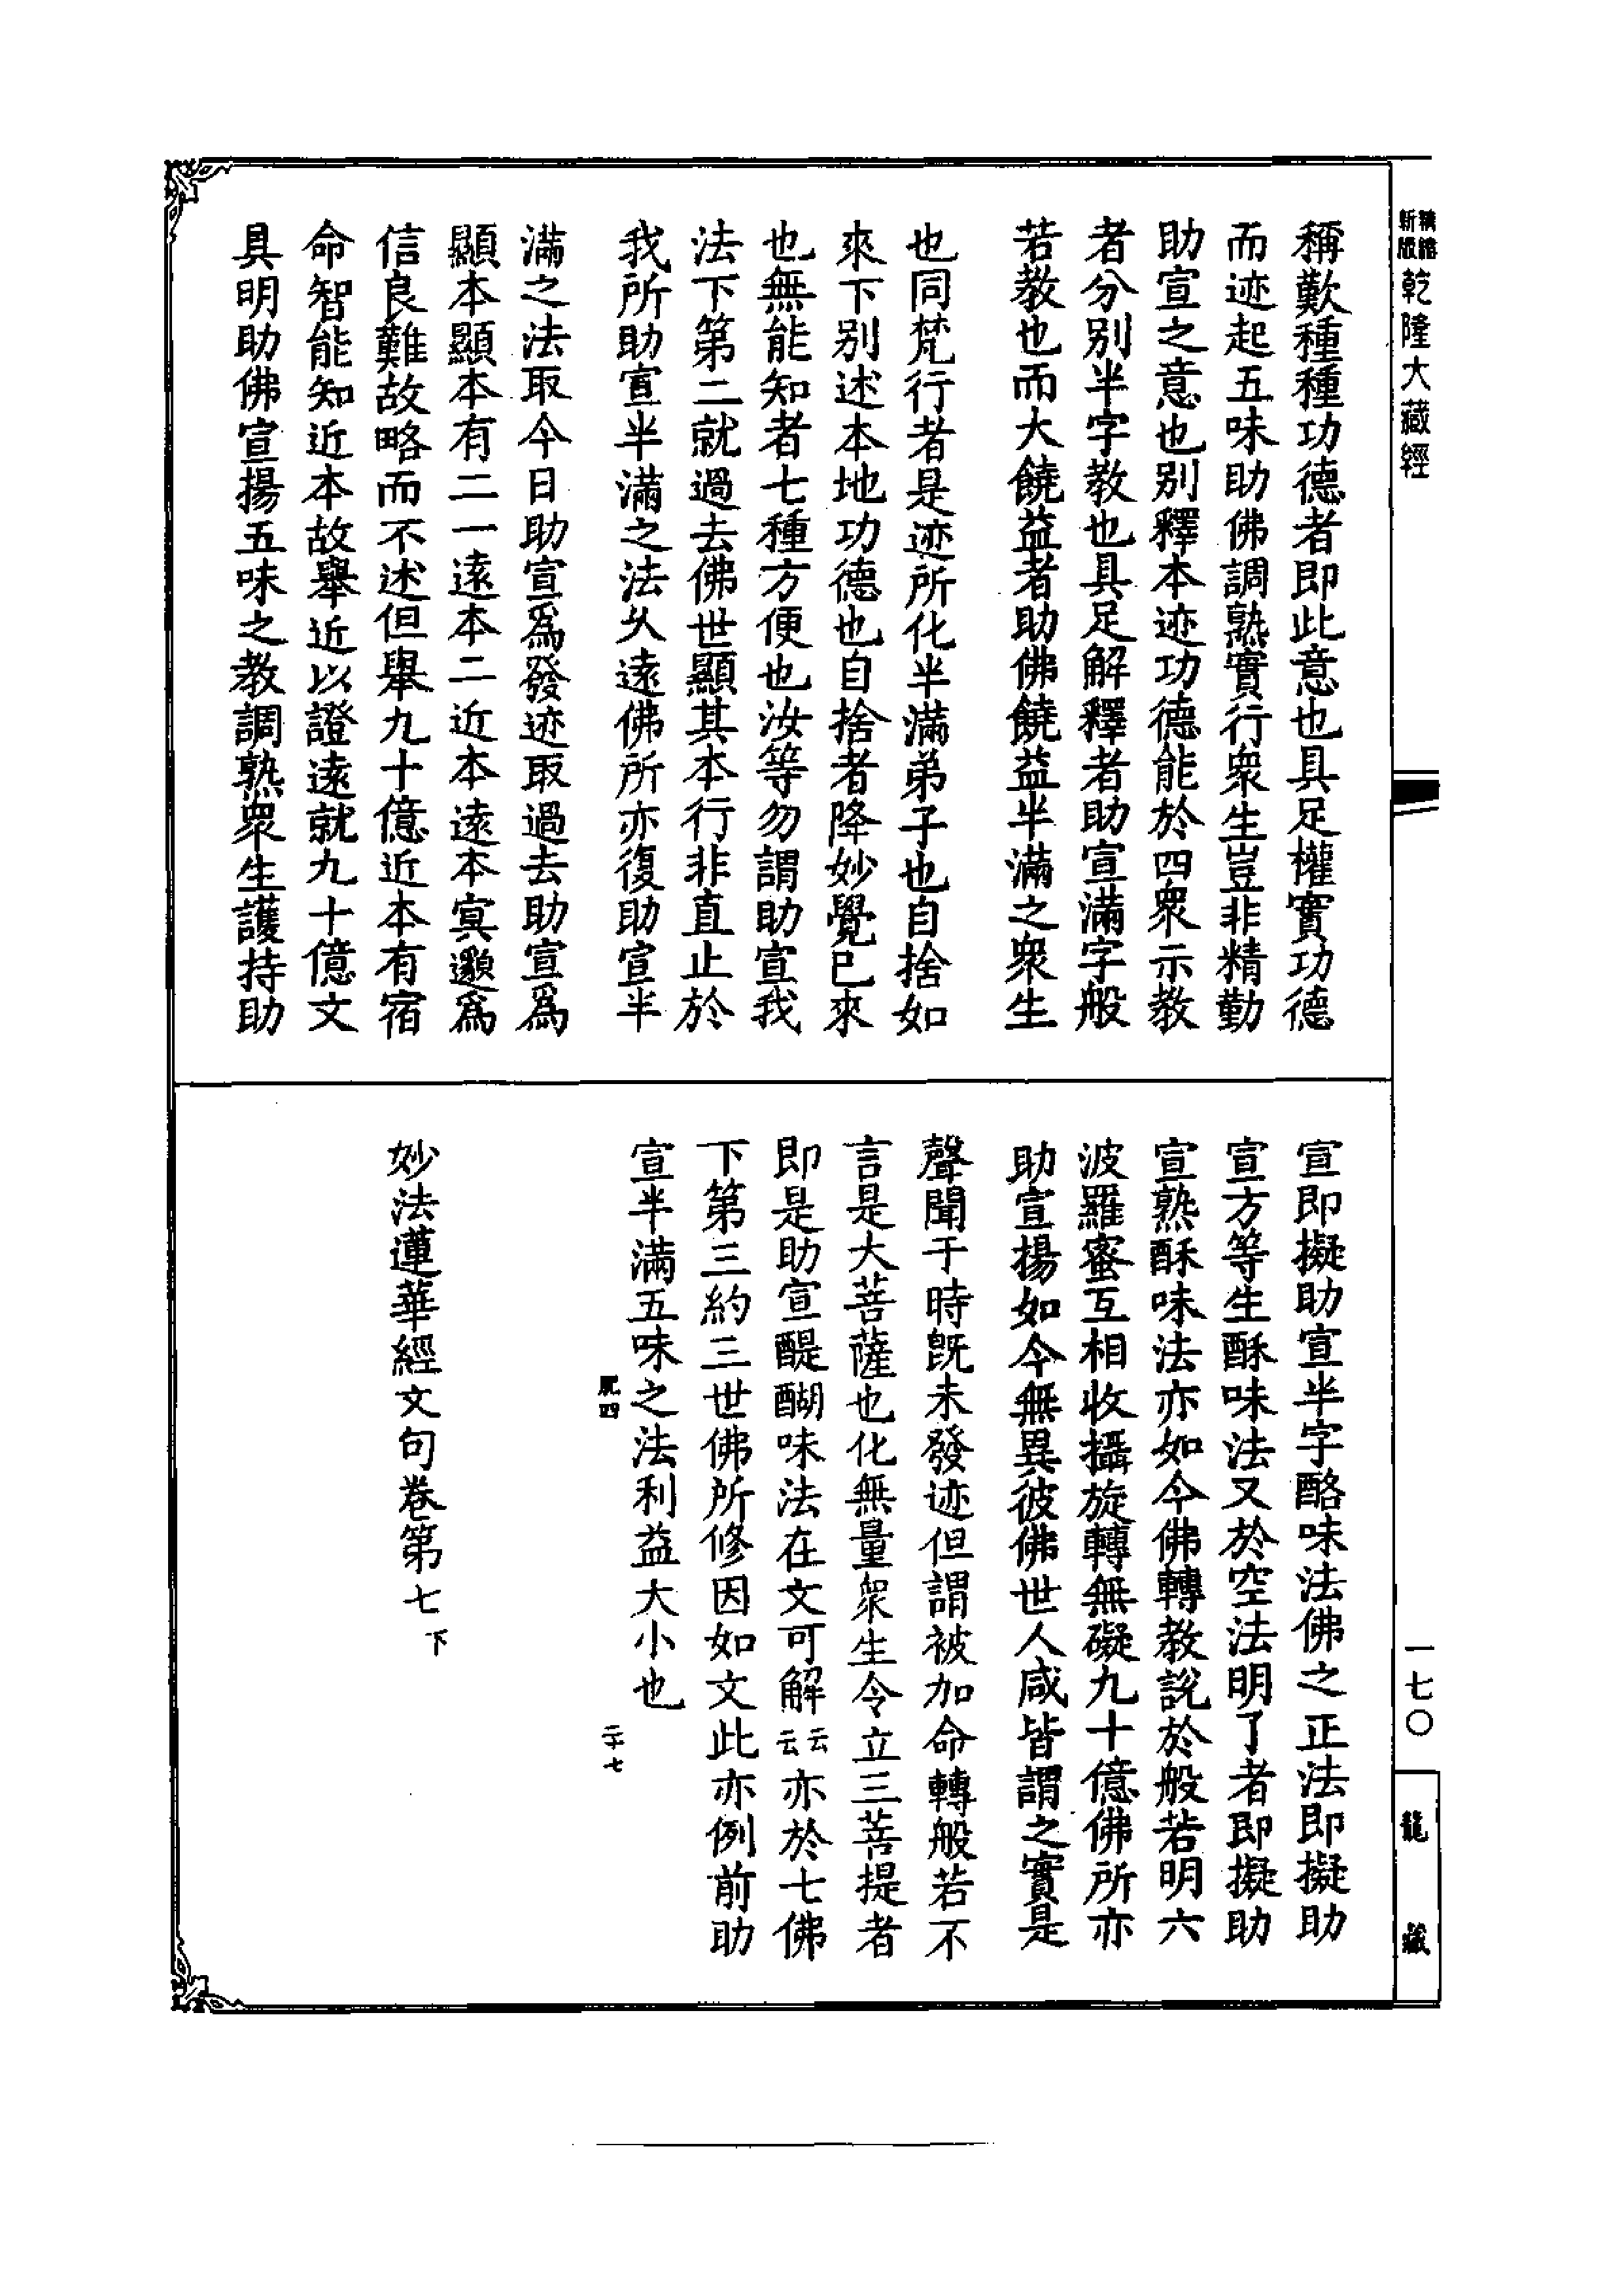 新版 精縮 乾隆大藏經
稱歎種種功德者即此意也具足權實功德
而迹起五味助佛調熟實行衆生豈非精勤
助宣之意也別釋本迹功德能於四衆示教
者分別半字教也具足解釋者助宣滿字般
若教也而大饒益者助佛饒益半滿之衆生
也同梵行者是迹所化半滿弟子也自捨如
來下別述本地功德也自捨者降妙覺已來
也無能知者七種方便也汝等勿謂助宣我
法下第二就過去佛世顯其本行非直止於
我所助宣半滿之法久遠佛所亦復助宣半
滿之法取今日助宣爲發迹取過去助宣爲
顯本顯本有二一遠本二近本遠本冥邈爲
信良難故略而不述但舉九十億近本有宿
命智能知近本故舉近以證遠就九十億文
具明助佛宣揚五味之教調熟衆生護持助
宣即擬助宣半字酪味法佛之正法即擬助
宣方等生酥味法又於空法明了者即擬助
宣熟酥味法亦如今佛轉教說於般若明六
波羅蜜互相收攝旋轉無礙九十億佛所亦
助宣揚如今無異彼佛世人咸皆謂之實是
聲聞于時旣未發迹但謂被加命轉般若不
言是大菩薩也化無量衆生令立三菩提者
即是助宣醍醐味法在文可解云云亦於七佛
下第三約三世佛所修因如文此亦例前助
宣半滿五味之法利益大小也
肥四
二十七
妙法蓮華經文句卷第七下
一七〇
龍藏